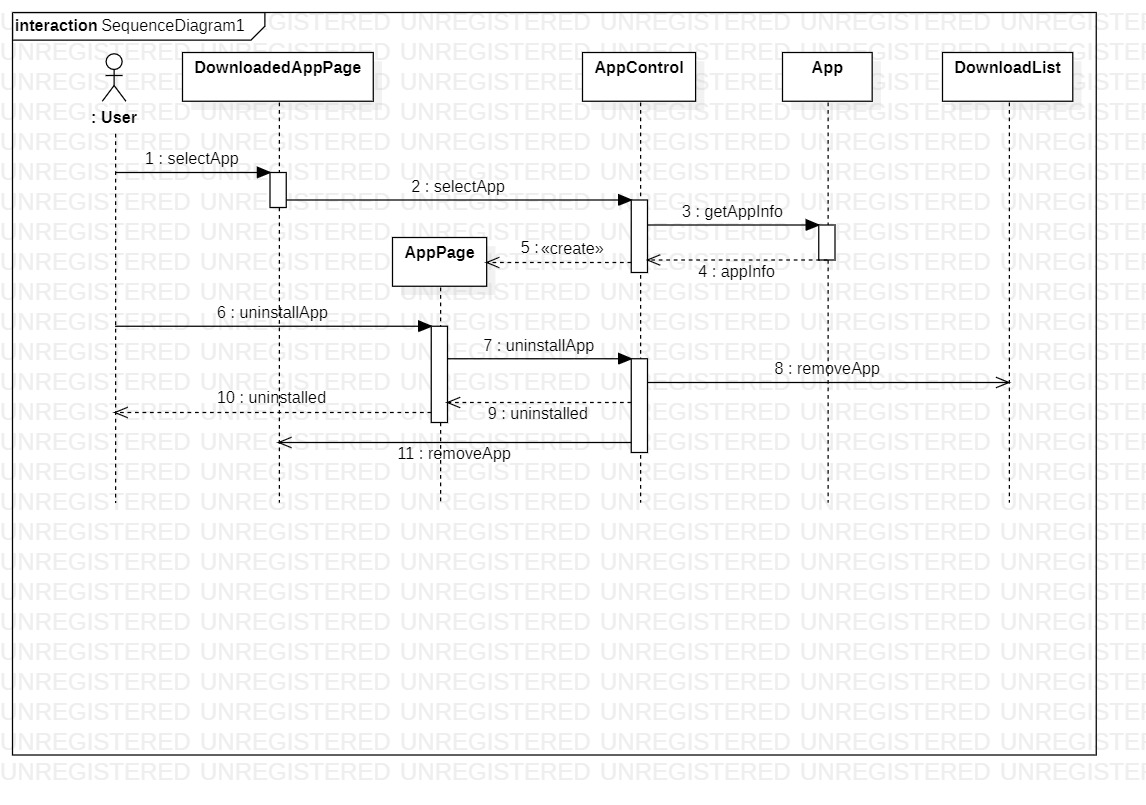 interaction SequenceDiagram1
DownloadedAppPage
AppControl
App
DownloadList
: User
1 : selectApp
2 : selectApp
3 : getAppInfo
AppPage
5 : «create»
4 : appInfo
6 : uninstallApp
7 : uninstallApp
8 : removeApp
10 : uninstalled
9 : uninstalled
11 : removeApp
UNREGISTERED